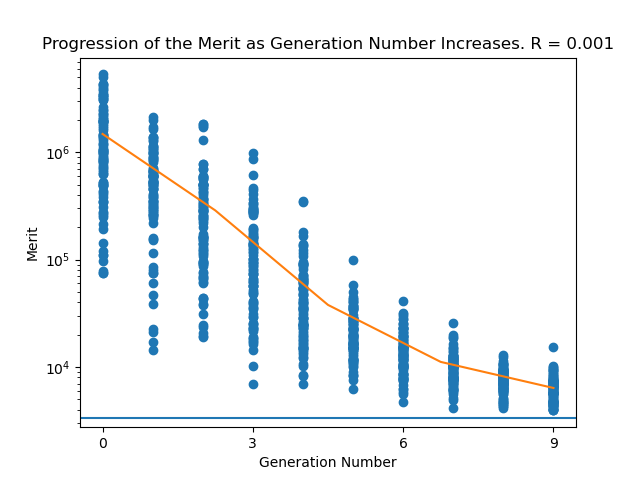 Progression of the Merit as Generation Number Increases. R = 0.001
Merit
10⁶
10⁵
10⁴
0 3 6 9
Generation Number